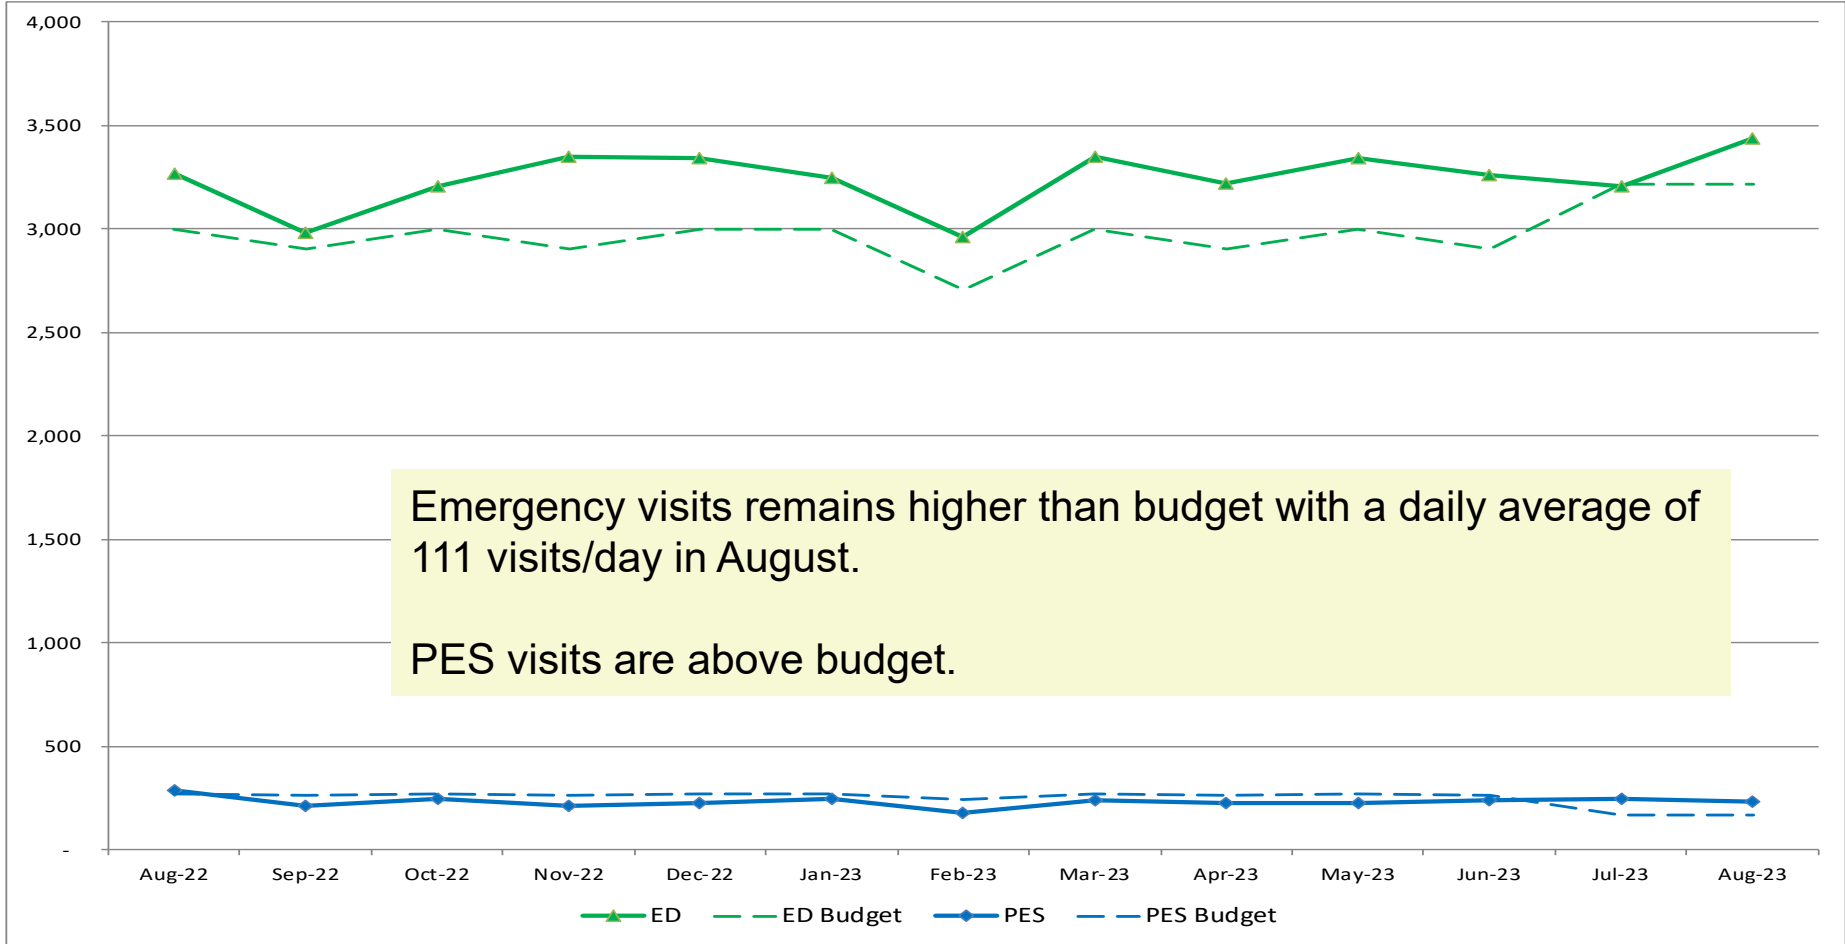 4,000
3,500
3,000
2,500
2,000
1,500
1,000
500
-
Emergency visits remains higher than budget with a daily average of
111 visits/day in August.
PES visits are above budget.
Aug-22 Sep-22 Oct-22 Nov-22 Dec-22 Jan-23 Feb-23 Mar-23 Apr-23 May-23 Jun-23 Jul-23 Aug-23
ED ED Budget PES PES Budget